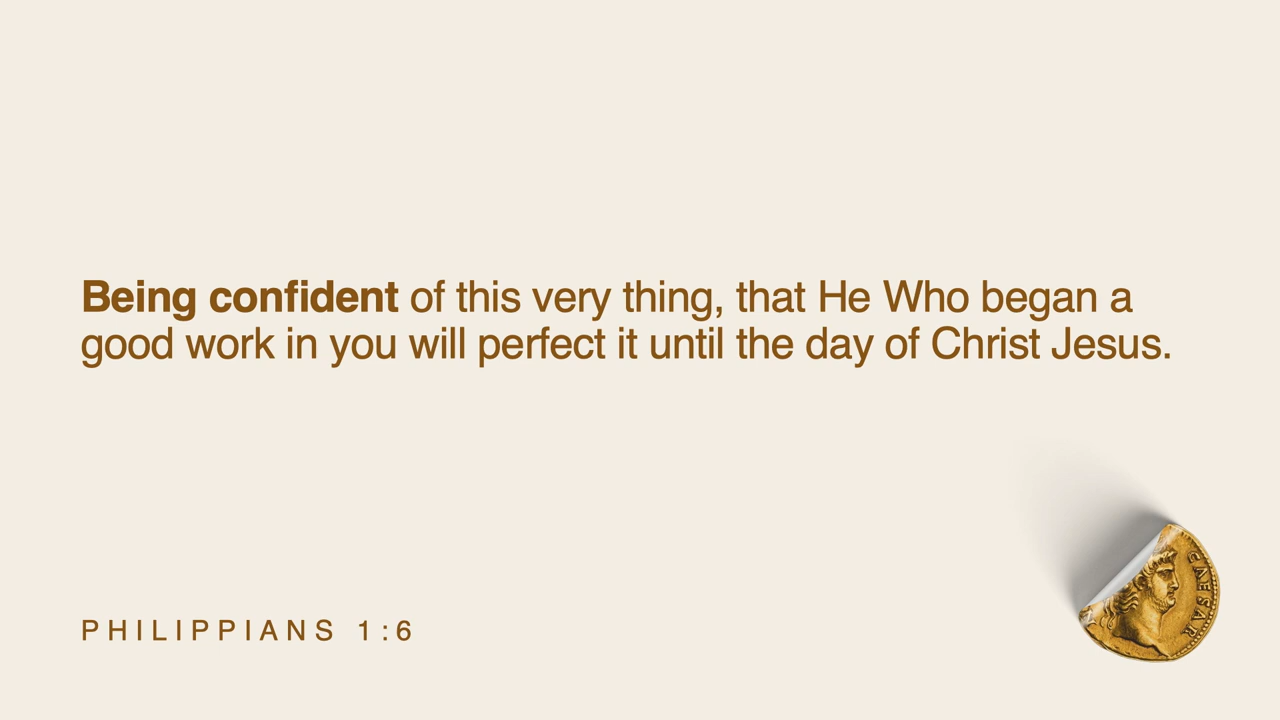 Being confident of this very thing, that He Who began a
good work in you will perfect it until the day of Christ Jesus.
CAESAR
PHILIPPIANS 1:6